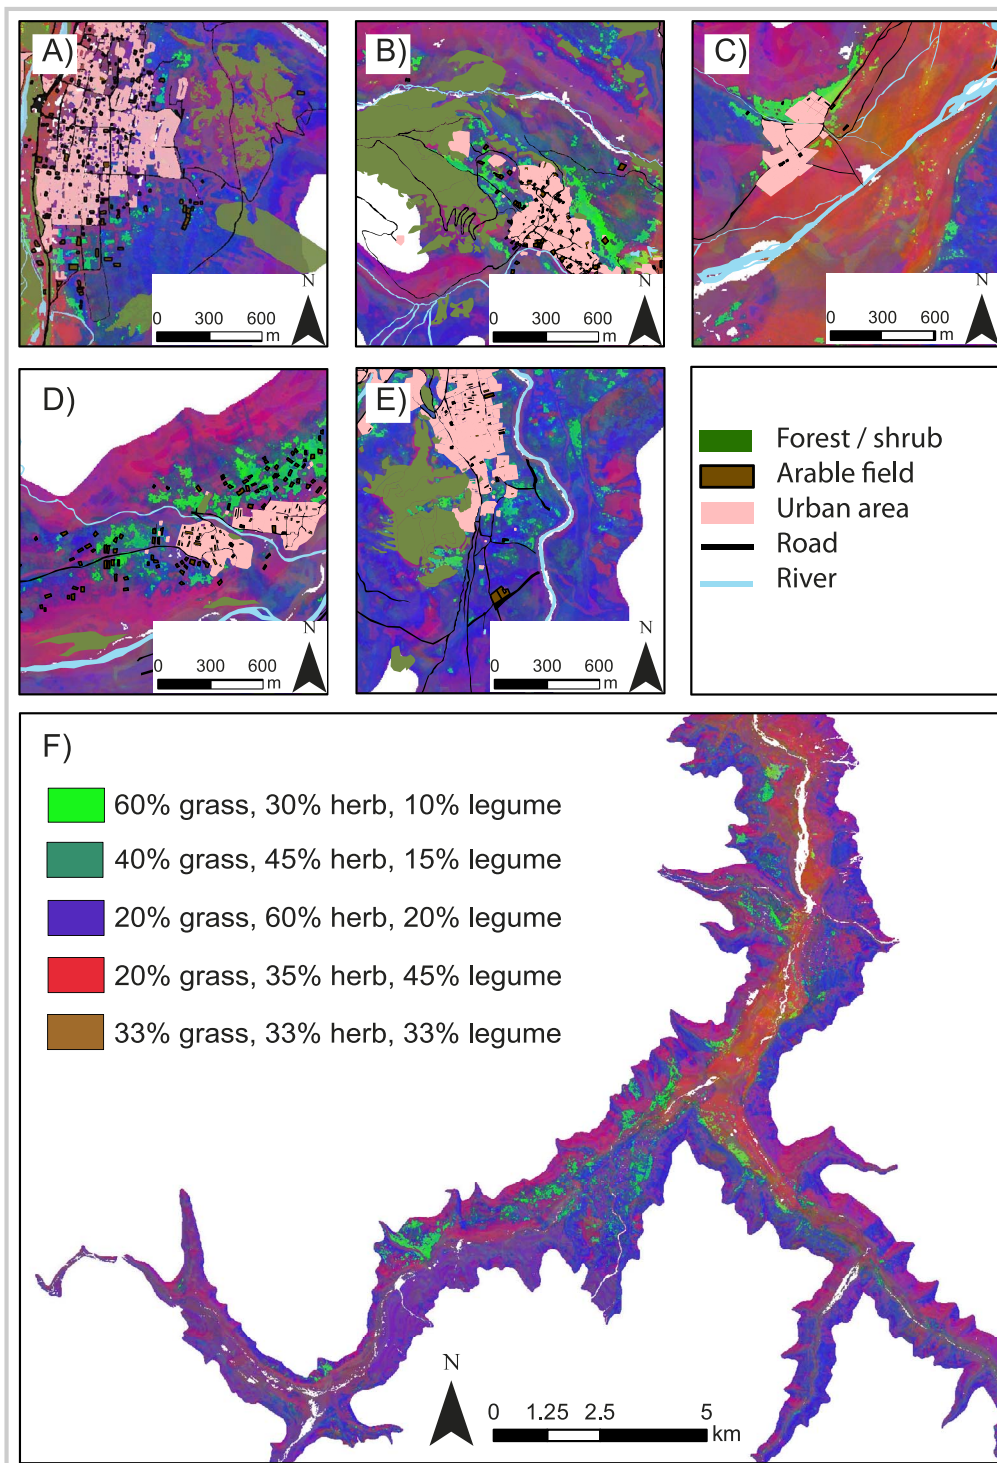 A)
N
0 300 600
m
B)
N
0 300 600
m
C)
N
0 300 600
m
D)
N
0 300 600
m
E)
N
0 300 600
m
Forest / shrub
Arable field
Urban area
Road
River
F)
60% grass, 30% herb, 10% legume
40% grass, 45% herb, 15% legume
20% grass, 60% herb, 20% legume
20% grass, 35% herb, 45% legume
33% grass, 33% herb, 33% legume
N
0 1.25 2.5 5
km